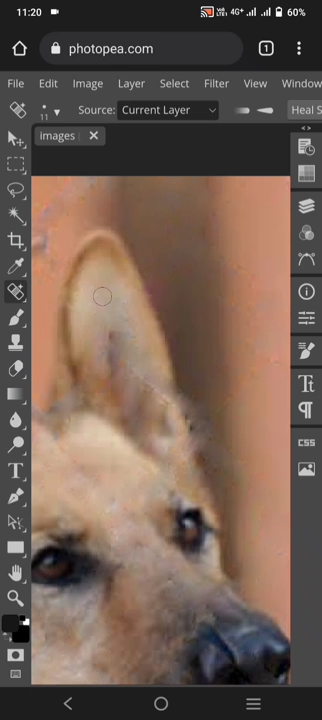 11:20
4G+
60%
photopea.com
1
File Edit Image Layer Select Filter View Window
11 Source: Current Layer Heal S
images
CSS